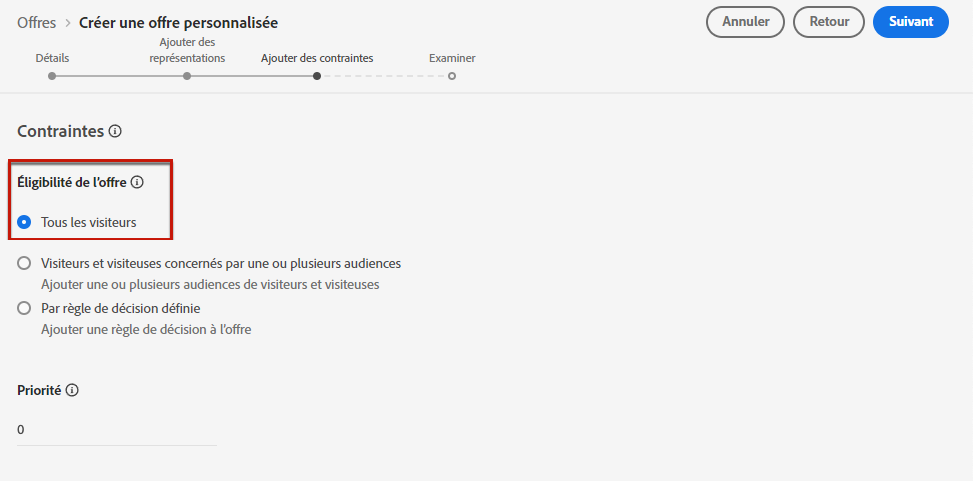 Offres > Créer une offre personnalisée
Annuler
Retour
Suivant
Détails
Ajouter des
représentations
Ajouter des contraintes
Examiner
Contraintes
Éligibilité de l'offre
Tous les visiteurs
Visiteurs et visiteuses concernés par une ou plusieurs audiences
Ajouter une ou plusieurs audiences de visiteurs et visiteuses
Par règle de décision définie
Ajouter une règle de décision à l'offre
Priorité
0